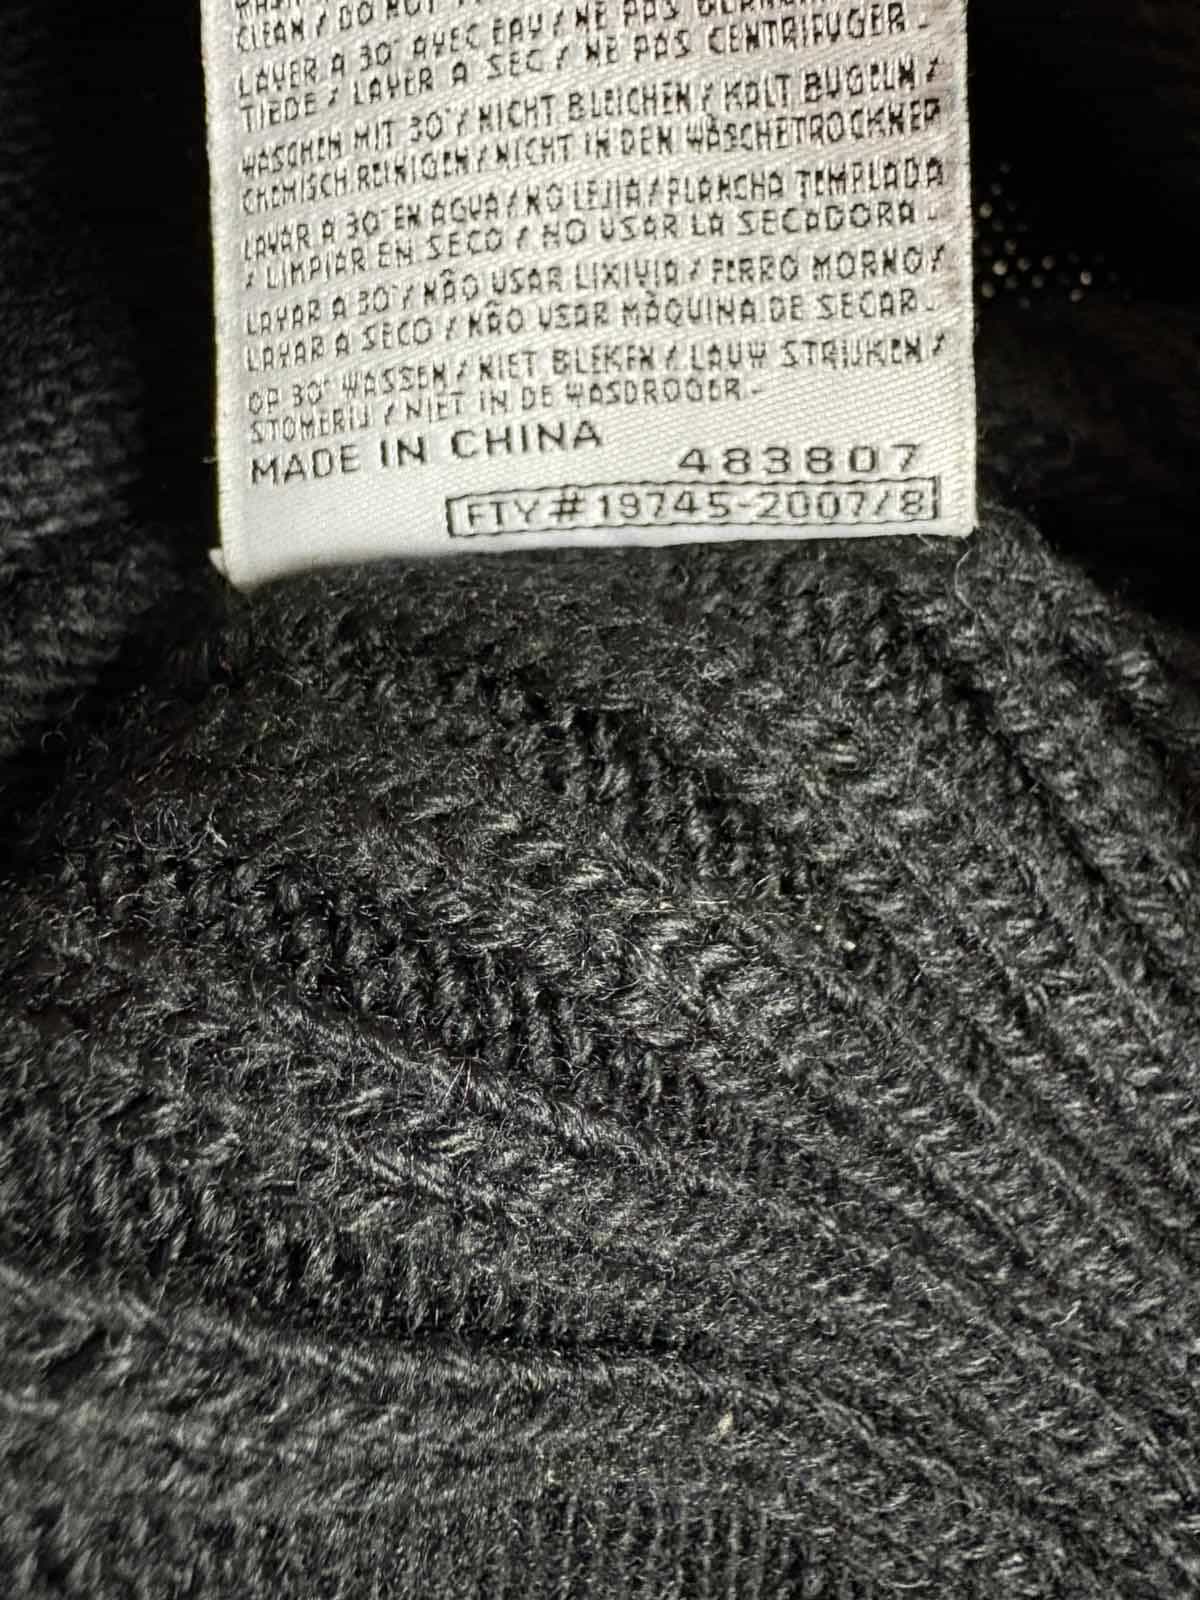 CLEAN / DO NOT
LAVER A 30° AVEC EAU / NE PAS
TIEDE / LAVER A SEC / NE PAS CENTRIFUGER -
WASCHEN MIT 30° / NICHT BLEICHEN / KALT BUGELN /
CHEMISCH REINIGEN / NICHT IN DEN WÄSCHETROCKNER
LAVAR A 30° EN AGUA / NO LEJIA / PLANCHA TEMPLADA
/ LIMPIAR EN SECO / NO USAR LA SECADORA -
LAVAR A 30° / NÃO USAR LIXIVIA / FERRO MORNO /
LAVAR A SECO / NÃO USAR MÁQUINA DE SECAR -
OP 30° WASSEN / NIET BLEKEN / LAUW STRIJKEN /
STOMERIJ / NIET IN DE WASDROGER -
MADE IN CHINA
483807
FTY#19745-2007/8